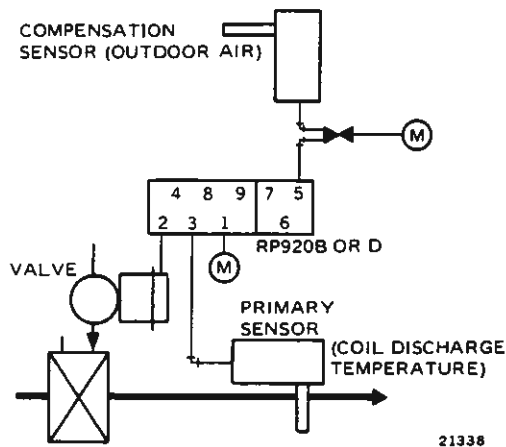 COMPENSATION
SENSOR (OUTDOOR AIR)
M
4 8 9 7 5
2 3 1 6
RP920B OR D
M
VALVE
PRIMARY
SENSOR
(COIL DISCHARGE
TEMPERATURE)
21338